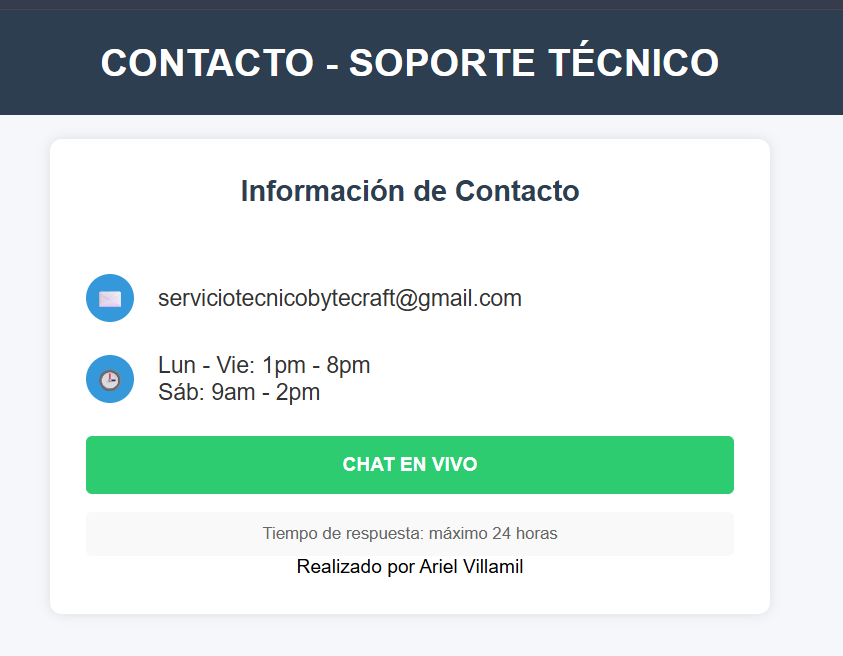 CONTACTO - SOPORTE TÉCNICO
Información de Contacto
serviciotecnicobytecraft@gmail.com
Lun - Vie: 1pm - 8pm
Sáb: 9am - 2pm
CHAT EN VIVO
Tiempo de respuesta: máximo 24 horas
Realizado por Ariel Villamil